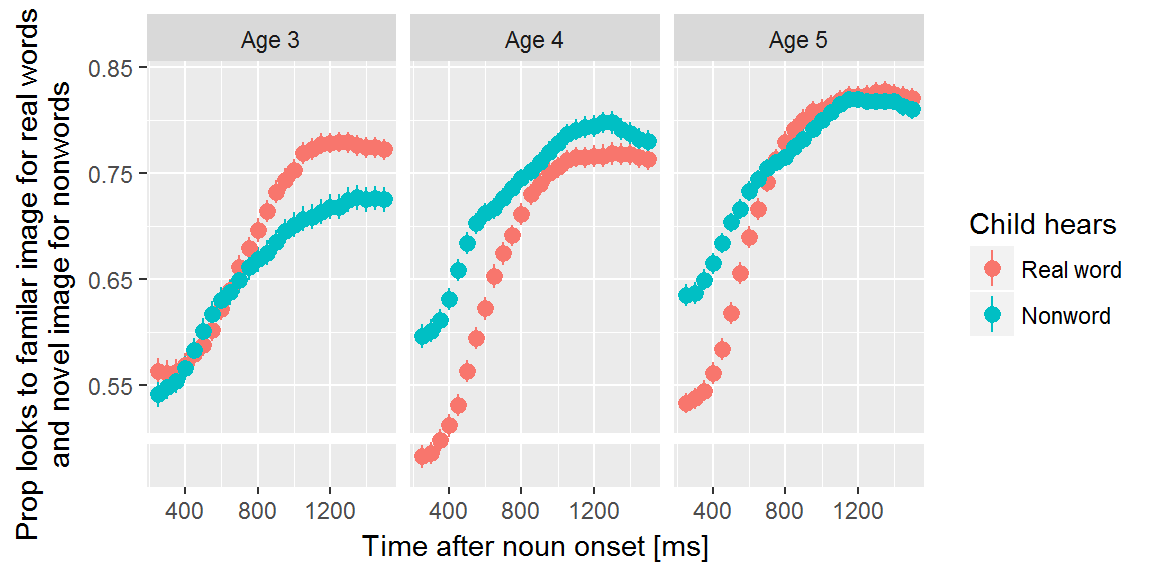 Prop looks to familar image for real words
and novel image for nonwords
Age 3
Age 4
Age 5
0.85
0.75
0.65
0.55
400 800 1200
400 800 1200
400 800 1200
Time after noun onset [ms]
Child hears
Real word
Nonword